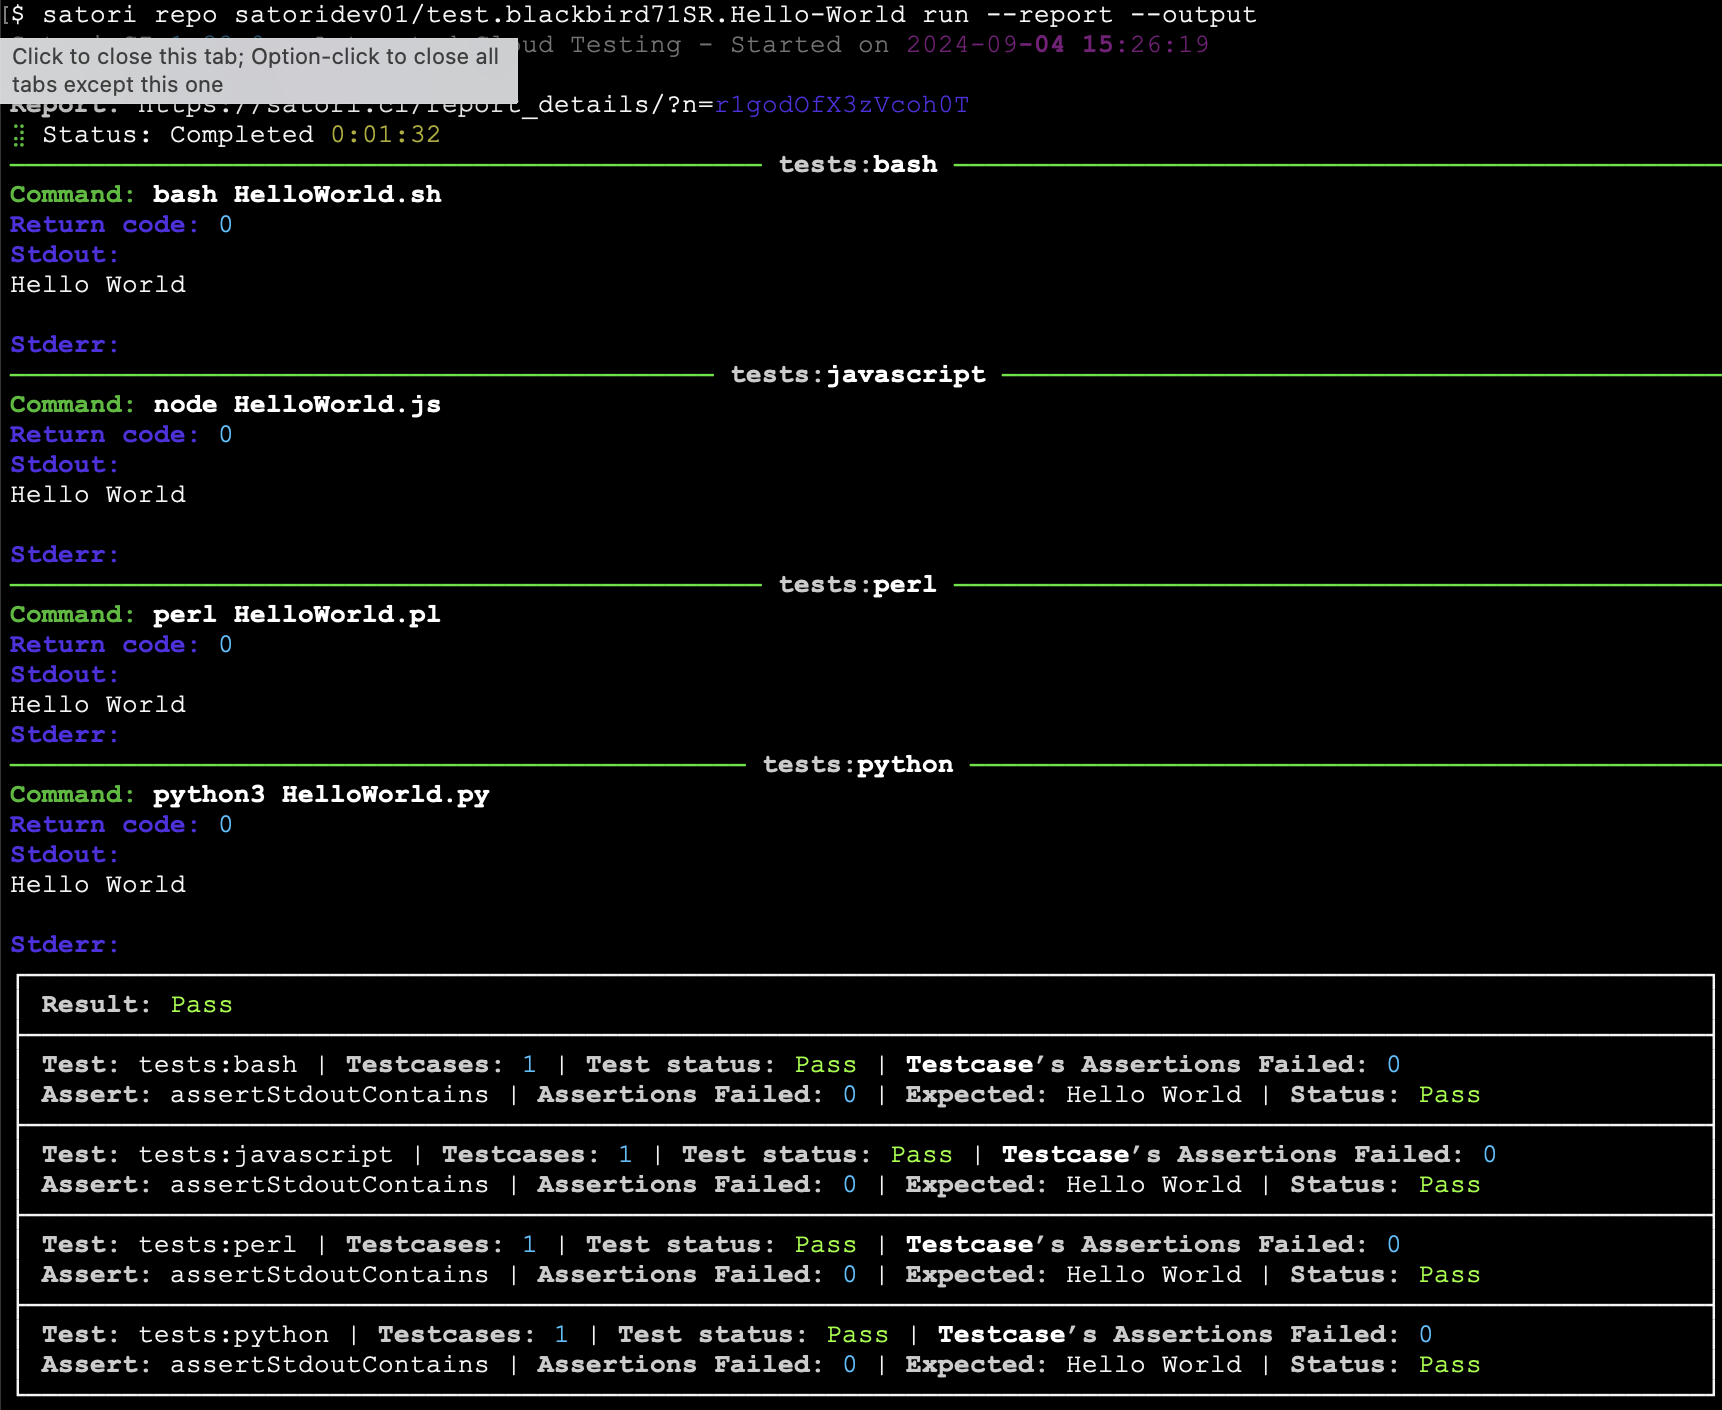 [$ satori repo satoridev01/test.blackbird71SR.Hello-World run --report --output
Cloud Testing - Started on 2024-09-04 15:26:19
Click to close this tab; Option-click to close all
tabs except this one
Report: https://satori.ci/report_details/?n=r1godOfX3zVcoh0T
Status: Completed 0:01:32
tests:bash
Command: bash HelloWorld.sh
Return code: 0
Stdout:
Hello World
Stderr:
tests:javascript
Command: node HelloWorld.js
Return code: 0
Stdout:
Hello World
Stderr:
tests:perl
Command: perl HelloWorld.pl
Return code: 0
Stdout:
Hello World
Stderr:
tests:python
Command: python3 HelloWorld.py
Return code: 0
Stdout:
Hello World
Stderr:
Result: Pass
Test: tests:bash | Testcases: 1 | Test status: Pass | Testcase’s Assertions Failed: 0
Assert: assertStdoutContains | Assertions Failed: 0 | Expected: Hello World | Status: Pass
Test: tests:javascript | Testcases: 1 | Test status: Pass | Testcase’s Assertions Failed: 0
Assert: assertStdoutContains | Assertions Failed: 0 | Expected: Hello World | Status: Pass
Test: tests:perl | Testcases: 1 | Test status: Pass | Testcase’s Assertions Failed: 0
Assert: assertStdoutContains | Assertions Failed: 0 | Expected: Hello World | Status: Pass
Test: tests:python | Testcases: 1 | Test status: Pass | Testcase’s Assertions Failed: 0
Assert: assertStdoutContains | Assertions Failed: 0 | Expected: Hello World | Status: Pass